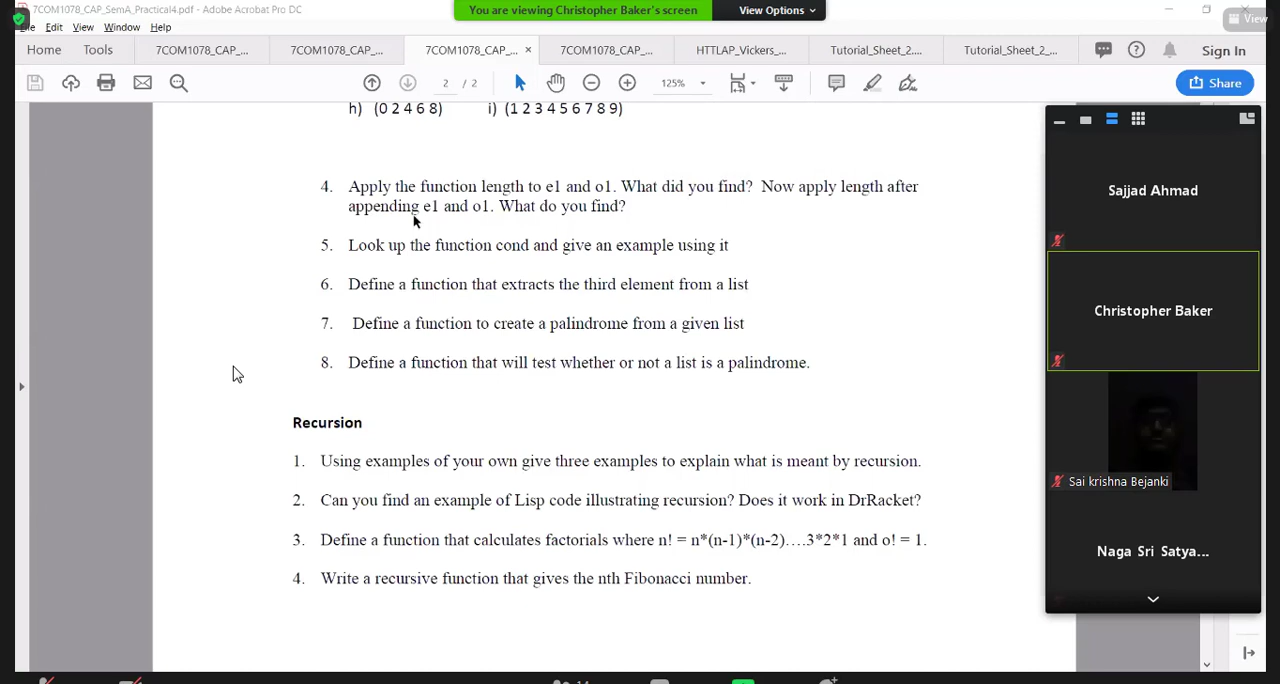 7COM1078_CAP_SemA_Practical4.pdf - Adobe Acrobat Pro DC
You are viewing Christopher Baker's screen
View Options
View
File Edit View Window Help
Home Tools 7COM1078_CAP_... 7COM1078_CAP_... 7COM1078_CAP_... × 7COM1078_CAP_... HTTLAP_Vickers_... Tutorial_Sheet_2.... Tutorial_Sheet_2_... Sign In
2 / 2 125% Share
h) (0 2 4 6 8) i) (1 2 3 4 5 6 7 8 9)
4. Apply the function length to e1 and o1. What did you find? Now apply length after
appending e1 and o1. What do you find?
5. Look up the function cond and give an example using it
6. Define a function that extracts the third element from a list
7. Define a function to create a palindrome from a given list
8. Define a function that will test whether or not a list is a palindrome.
Recursion
1. Using examples of your own give three examples to explain what is meant by recursion.
2. Can you find an example of Lisp code illustrating recursion? Does it work in DrRacket?
3. Define a function that calculates factorials where n! = n*(n-1)*(n-2)….3*2*1 and o! = 1.
4. Write a recursive function that gives the nth Fibonacci number.
Sajjad Ahmad
Christopher Baker
Sai krishna Bejanki
Naga Sri Satya...